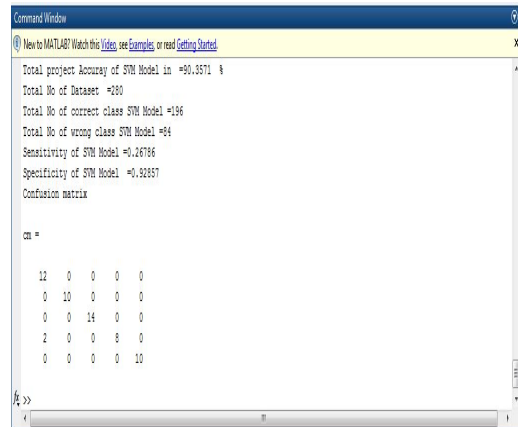 Command Window
New to MATLAB? Watch this Video, see Examples, or read Getting Started.
Total project Accuray of SVM Model in =90.3571 %
Total No of Dataset =280
Total No of correct class SVM Model =196
Total No of wrong class SVM Model =84
Sensitivity of SVM Model =0.26786
Specificity of SVM Model =0.92857
Confusion matrix
cm =
12 0 0 0 0
0 10 0 0 0
0 0 14 0 0
2 0 0 8 0
0 0 0 0 10
fx >>